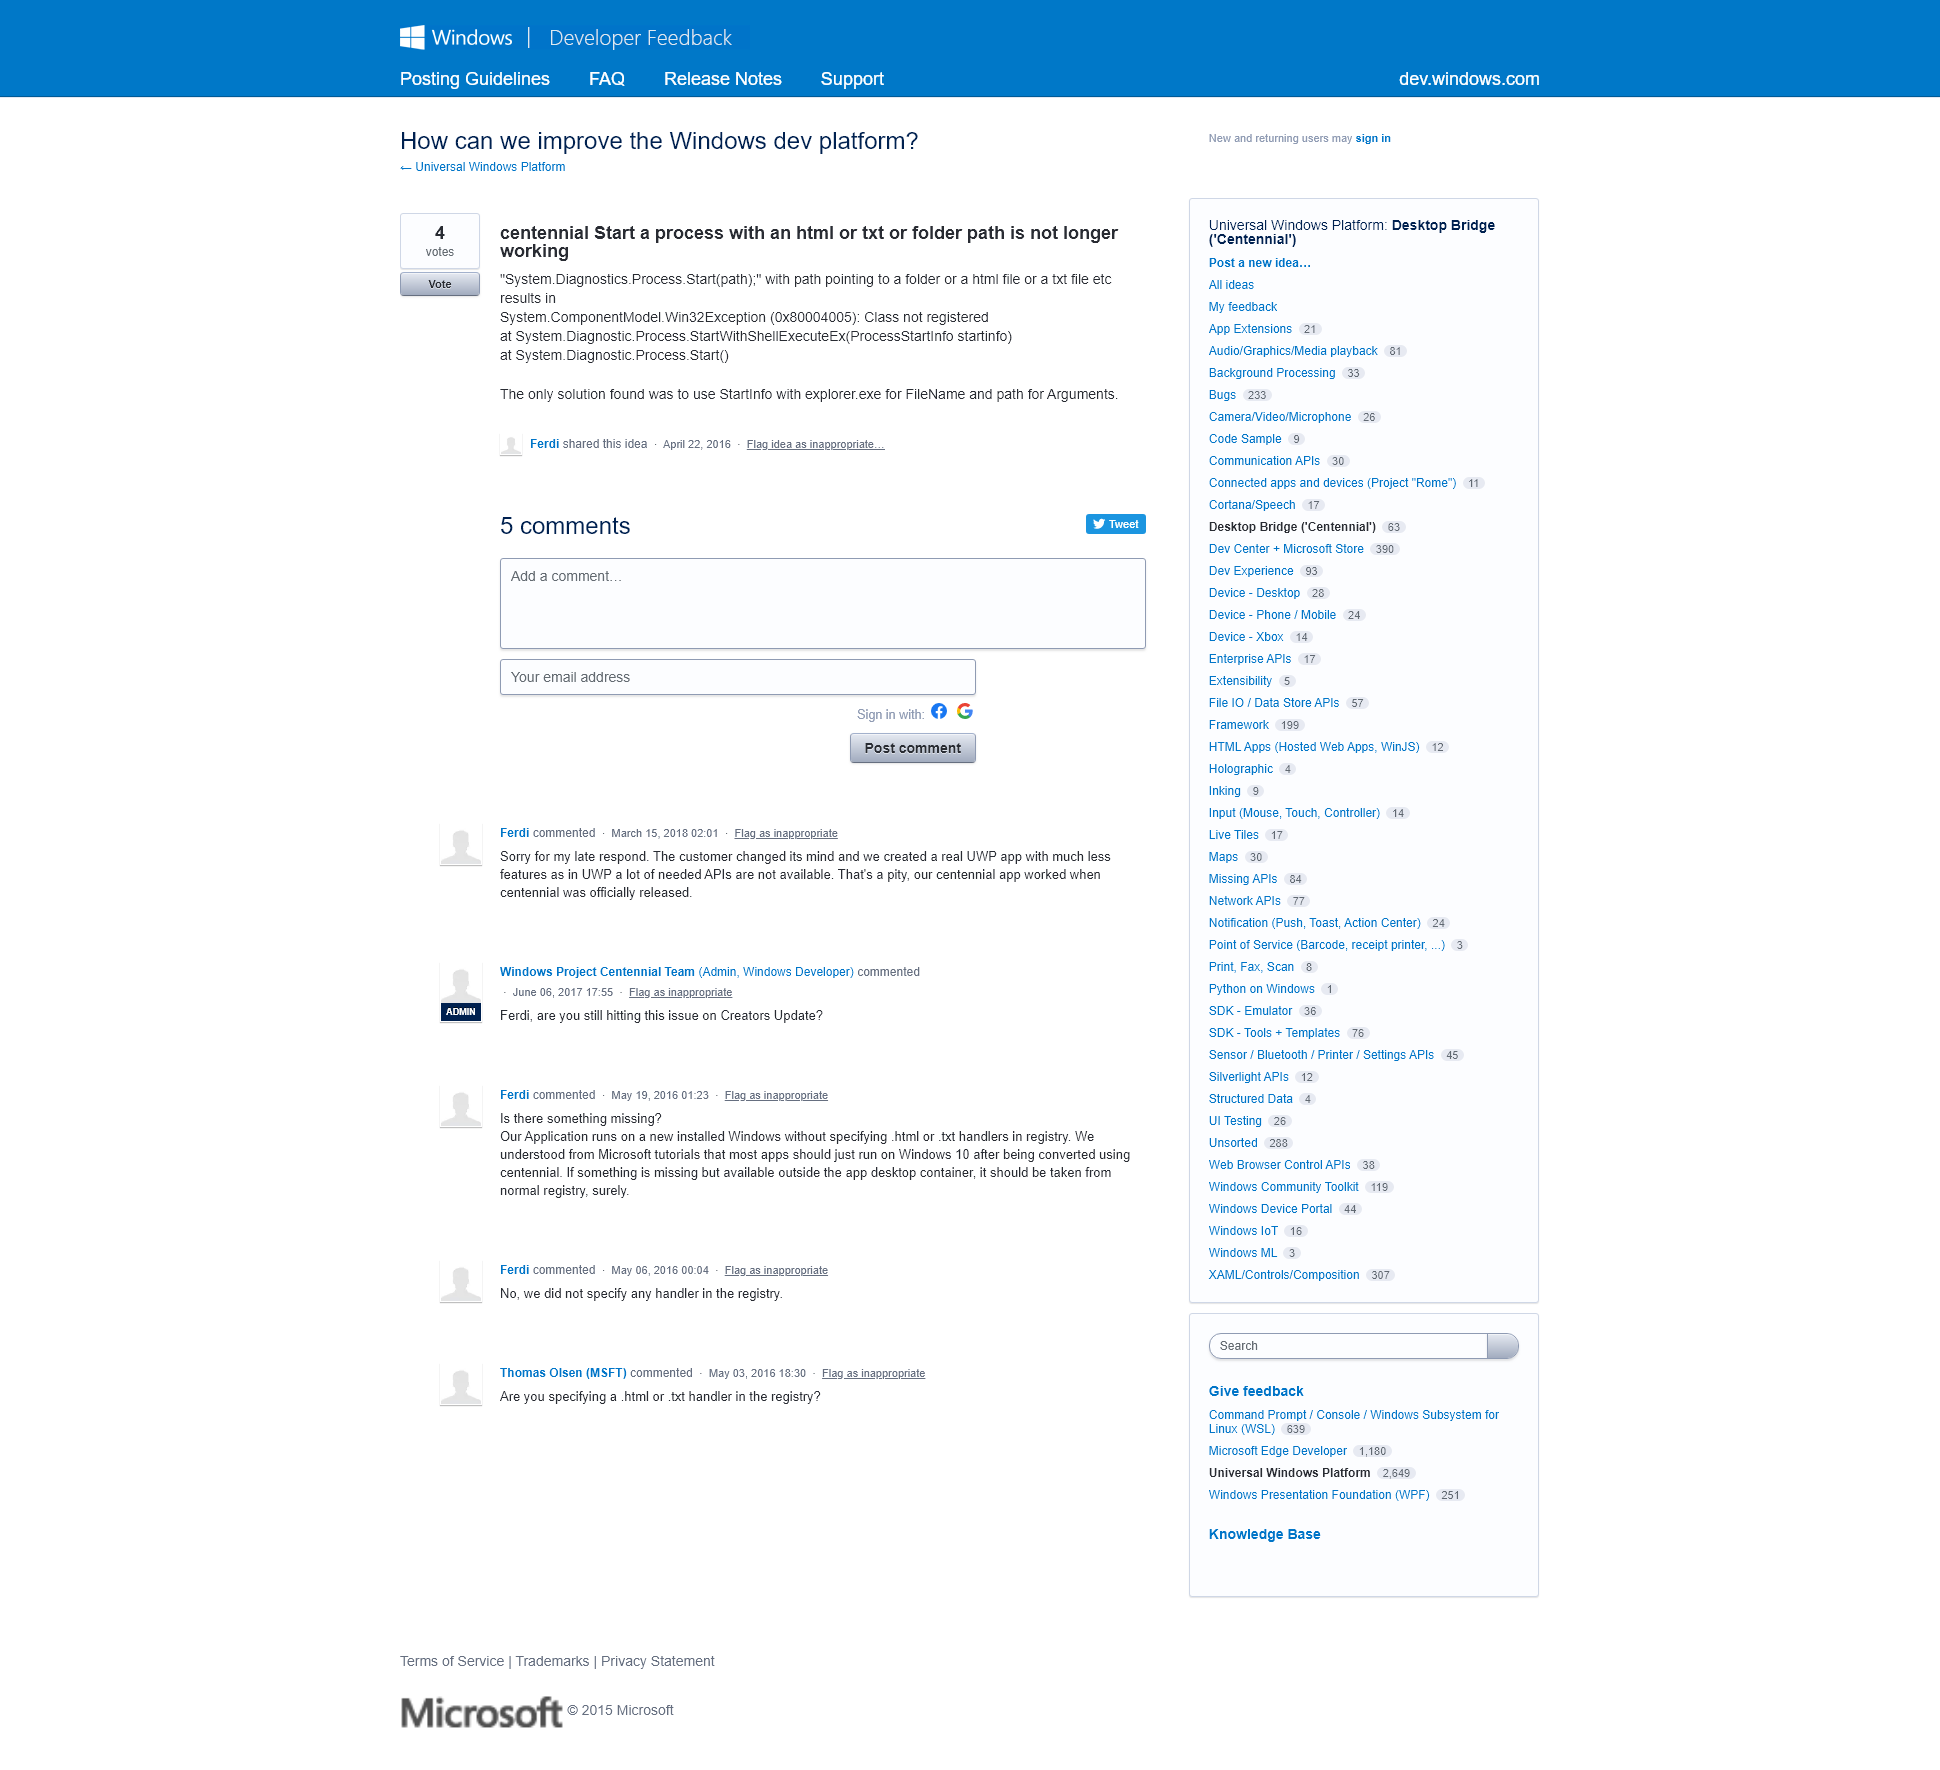 Windows | Developer Feedback
Posting Guidelines FAQ Release Notes Support dev.windows.com
How can we improve the Windows dev platform?
← Universal Windows Platform
New and returning users may sign in
4
votes
Vote
centennial Start a process with an html or txt or folder path is not longer
working
"System.Diagnostics.Process.Start(path);" with path pointing to a folder or a html file or a txt file etc
results in
System.ComponentModel.Win32Exception (0x80004005): Class not registered
at System.Diagnostic.Process.StartWithShellExecuteEx(ProcessStartInfo startinfo)
at System.Diagnostic.Process.Start()
The only solution found was to use StartInfo with explorer.exe for FileName and path for Arguments.
Ferdi shared this idea · April 22, 2016 · Flag idea as inappropriate…
5 comments
Tweet
Add a comment…
Your email address
Sign in with:
Post comment
Ferdi commented · March 15, 2018 02:01 · Flag as inappropriate
Sorry for my late respond. The customer changed its mind and we created a real UWP app with much less
features as in UWP a lot of needed APIs are not available. That's a pity, our centennial app worked when
centennial was officially released.
Windows Project Centennial Team (Admin, Windows Developer) commented
· June 06, 2017 17:55 · Flag as inappropriate
ADMIN
Ferdi, are you still hitting this issue on Creators Update?
Ferdi commented · May 19, 2016 01:23 · Flag as inappropriate
Is there something missing?
Our Application runs on a new installed Windows without specifying .html or .txt handlers in registry. We
understood from Microsoft tutorials that most apps should just run on Windows 10 after being converted using
centennial. If something is missing but available outside the app desktop container, it should be taken from
normal registry, surely.
Ferdi commented · May 06, 2016 00:04 · Flag as inappropriate
No, we did not specify any handler in the registry.
Thomas Olsen (MSFT) commented · May 03, 2016 18:30 · Flag as inappropriate
Are you specifying a .html or .txt handler in the registry?
Universal Windows Platform: Desktop Bridge
('Centennial')
Post a new idea…
All ideas
My feedback
App Extensions 21
Audio/Graphics/Media playback 81
Background Processing 33
Bugs 233
Camera/Video/Microphone 26
Code Sample 9
Communication APIs 30
Connected apps and devices (Project "Rome") 11
Cortana/Speech 17
Desktop Bridge ('Centennial') 63
Dev Center + Microsoft Store 390
Dev Experience 93
Device - Desktop 28
Device - Phone / Mobile 24
Device - Xbox 14
Enterprise APIs 17
Extensibility 5
File IO / Data Store APIs 57
Framework 199
HTML Apps (Hosted Web Apps, WinJS) 12
Holographic 4
Inking 9
Input (Mouse, Touch, Controller) 14
Live Tiles 17
Maps 30
Missing APIs 84
Network APIs 77
Notification (Push, Toast, Action Center) 24
Point of Service (Barcode, receipt printer, ...) 3
Print, Fax, Scan 8
Python on Windows 1
SDK - Emulator 36
SDK - Tools + Templates 76
Sensor / Bluetooth / Printer / Settings APIs 45
Silverlight APIs 12
Structured Data 4
UI Testing 26
Unsorted 288
Web Browser Control APIs 38
Windows Community Toolkit 119
Windows Device Portal 44
Windows IoT 16
Windows ML 3
XAML/Controls/Composition 307
Search
Give feedback
Command Prompt / Console / Windows Subsystem for
Linux (WSL) 639
Microsoft Edge Developer 1,180
Universal Windows Platform 2,649
Windows Presentation Foundation (WPF) 251
Knowledge Base
Terms of Service | Trademarks | Privacy Statement
Microsoft © 2015 Microsoft